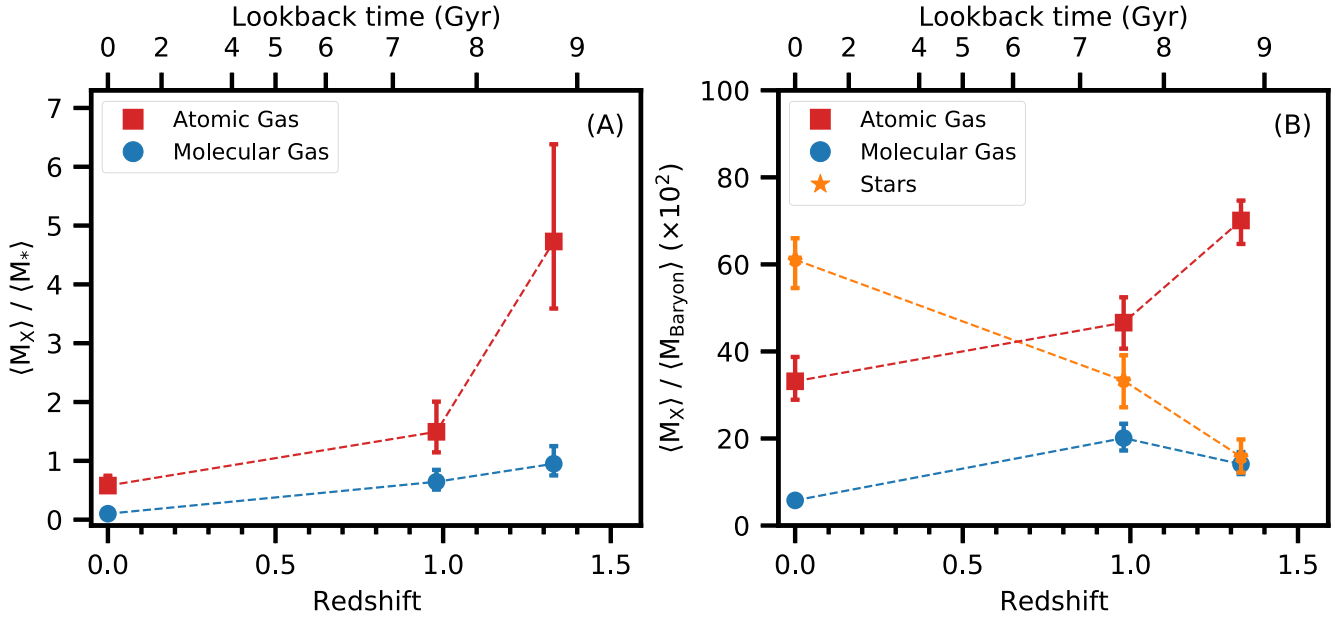 Lookback time (Gyr)
0 2 4 5 6 7 8 9
7
6
5
4
3
2
1
0
⟨M_X⟩ / ⟨M_*⟩
Atomic Gas
Molecular Gas
(A)
0.0 0.5 1.0 1.5
Redshift
Lookback time (Gyr)
0 2 4 5 6 7 8 9
100
80
60
40
20
0
⟨M_X⟩ / ⟨M_Baryon⟩ (×10²)
Atomic Gas
Molecular Gas
Stars
(B)
0.0 0.5 1.0 1.5
Redshift